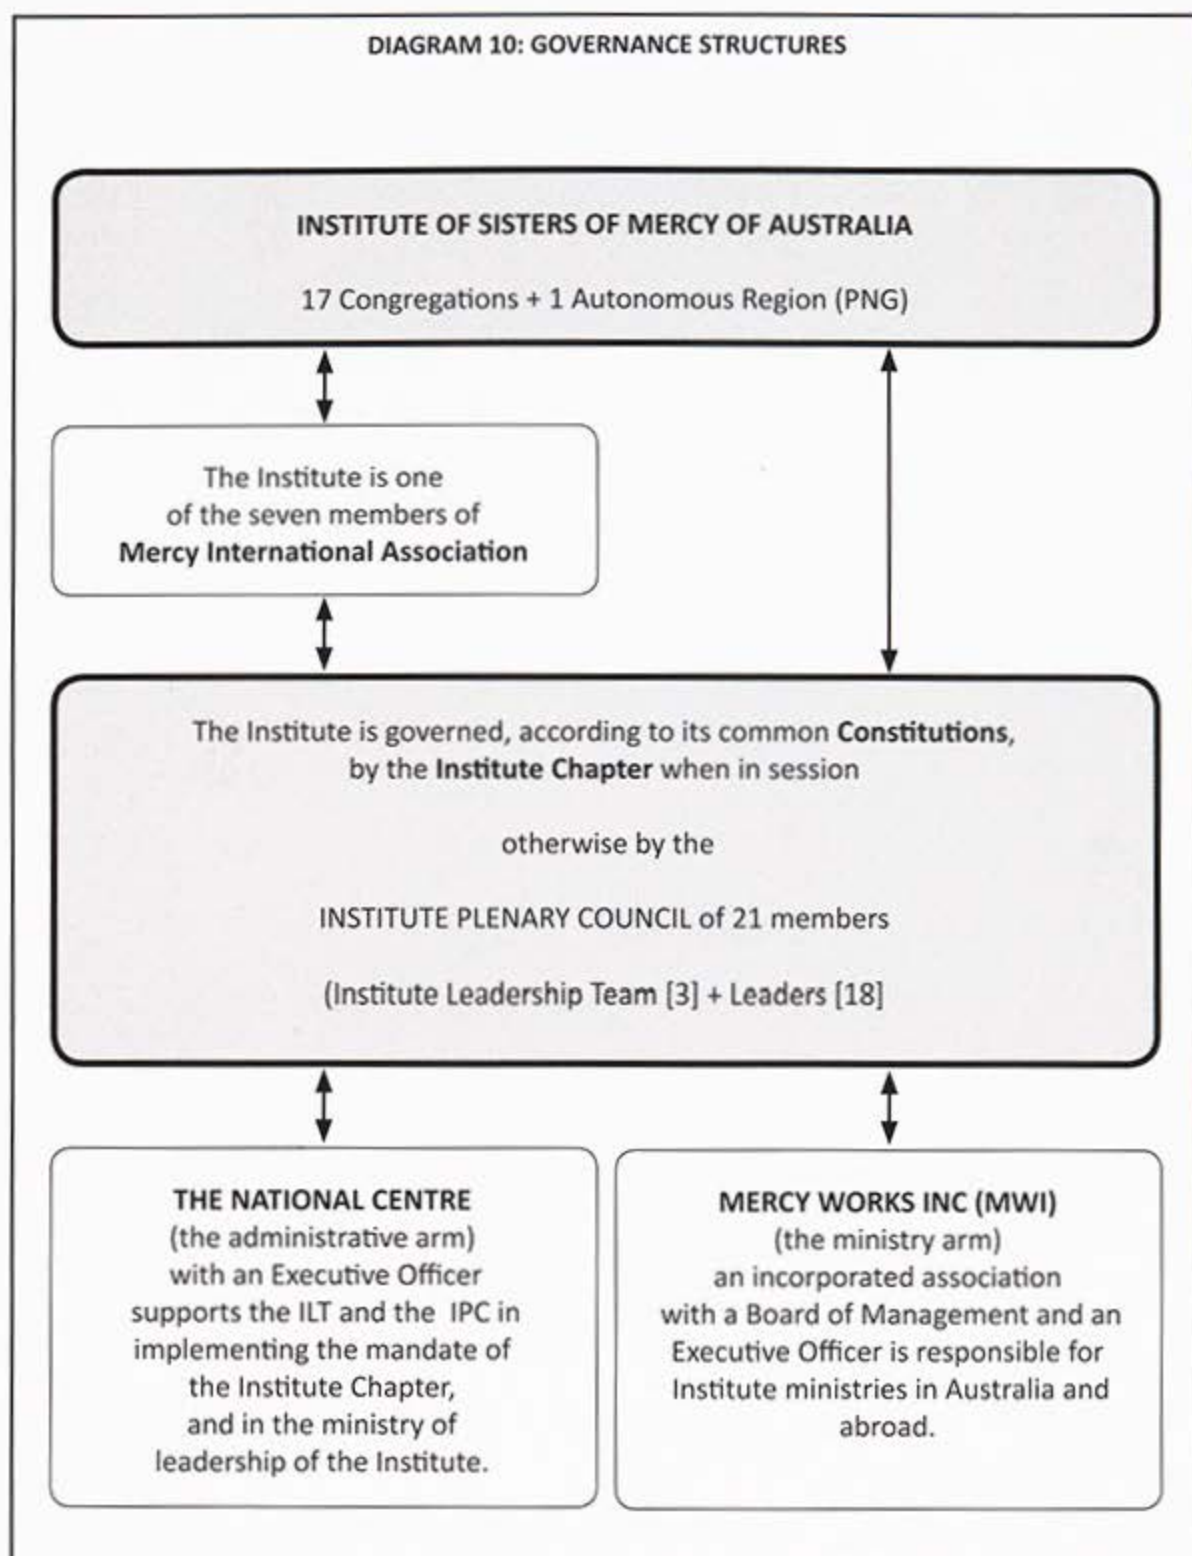 DIAGRAM 10: GOVERNANCE STRUCTURES
INSTITUTE OF SISTERS OF MERCY OF AUSTRALIA
17 Congregations + 1 Autonomous Region (PNG)
The Institute is one
of the seven members of
Mercy International Association
The Institute is governed, according to its common Constitutions,
by the Institute Chapter when in session
otherwise by the
INSTITUTE PLENARY COUNCIL of 21 members
(Institute Leadership Team [3] + Leaders [18]
THE NATIONAL CENTRE
(the administrative arm)
with an Executive Officer
supports the ILT and the IPC in
implementing the mandate of
the Institute Chapter,
and in the ministry of
leadership of the Institute.
MERCY WORKS INC (MWI)
(the ministry arm)
an incorporated association
with a Board of Management and an
Executive Officer is responsible for
Institute ministries in Australia and
abroad.